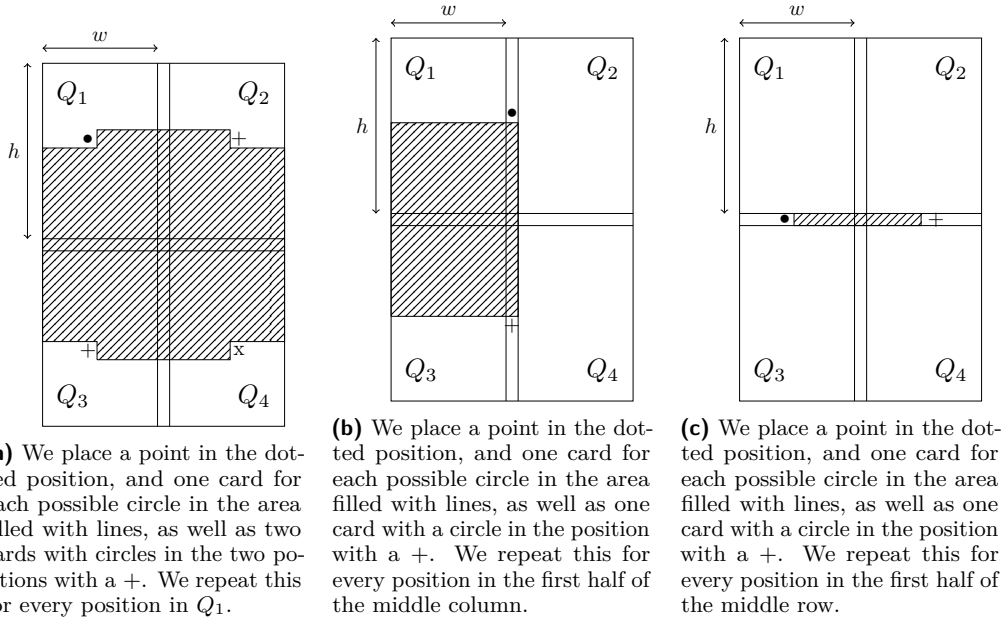 w
h
Q1
Q2
+
+
x
Q3
Q4
) We place a point in the dot-
ed position, and one card for
ach possible circle in the area
lled with lines, as well as two
ards with circles in the two po-
tions with a +. We repeat this
or every position in Q1.
w
h
Q1
Q2
+
Q3
Q4
(b) We place a point in the dot-
ted position, and one card for
each possible circle in the area
filled with lines, as well as one
card with a circle in the position
with a +. We repeat this for
every position in the first half of
the middle column.
w
h
Q1
Q2
+
Q3
Q4
(c) We place a point in the dot-
ted position, and one card for
each possible circle in the area
filled with lines, as well as one
card with a circle in the position
with a +. We repeat this for
every position in the first half of
the middle row.